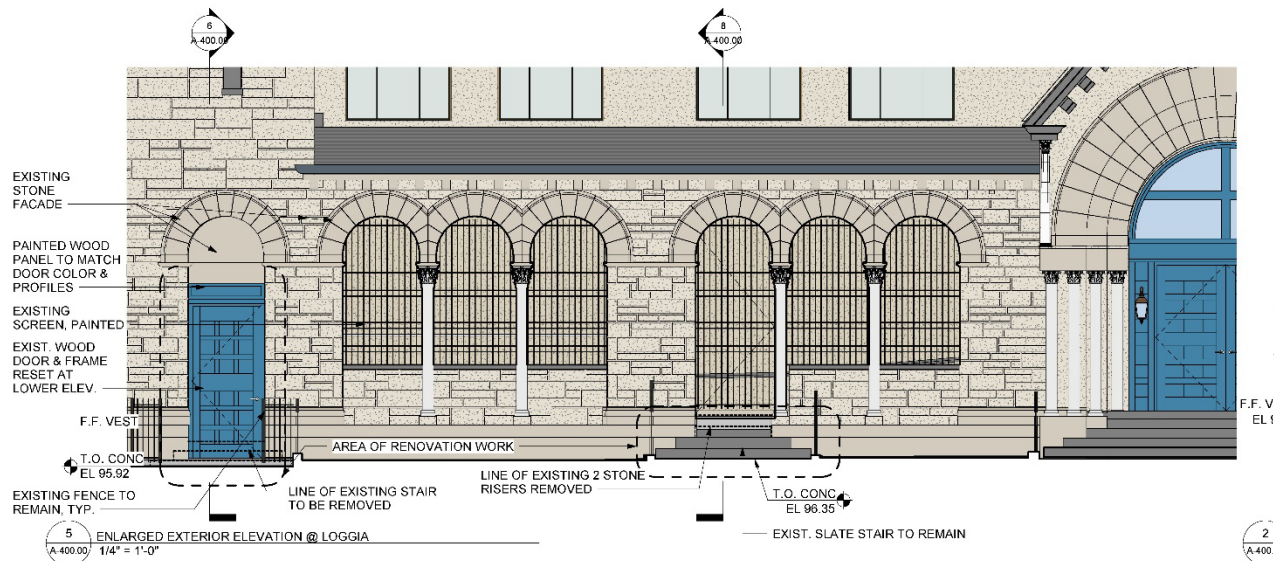 6
A-400.00
8
A-400.00
EXISTING
STONE
FACADE
PAINTED WOOD
PANEL TO MATCH
DOOR COLOR &
PROFILES
EXISTING
SCREEN, PAINTED
EXIST. WOOD
DOOR & FRAME
RESET AT
LOWER ELEV.
F.F. VEST
T.O. CONC
EL 95.92
EXISTING FENCE TO
REMAIN, TYP.
LINE OF EXISTING STAIR
TO BE REMOVED
AREA OF RENOVATION WORK
LINE OF EXISTING 2 STONE
RISERS REMOVED
T.O. CONC.
EL 96.35
EXIST. SLATE STAIR TO REMAIN
F.F. V
EL 9
5
A-400.00
ENLARGED EXTERIOR ELEVATION @ LOGGIA
1/4" = 1'-0"
2
A-400.